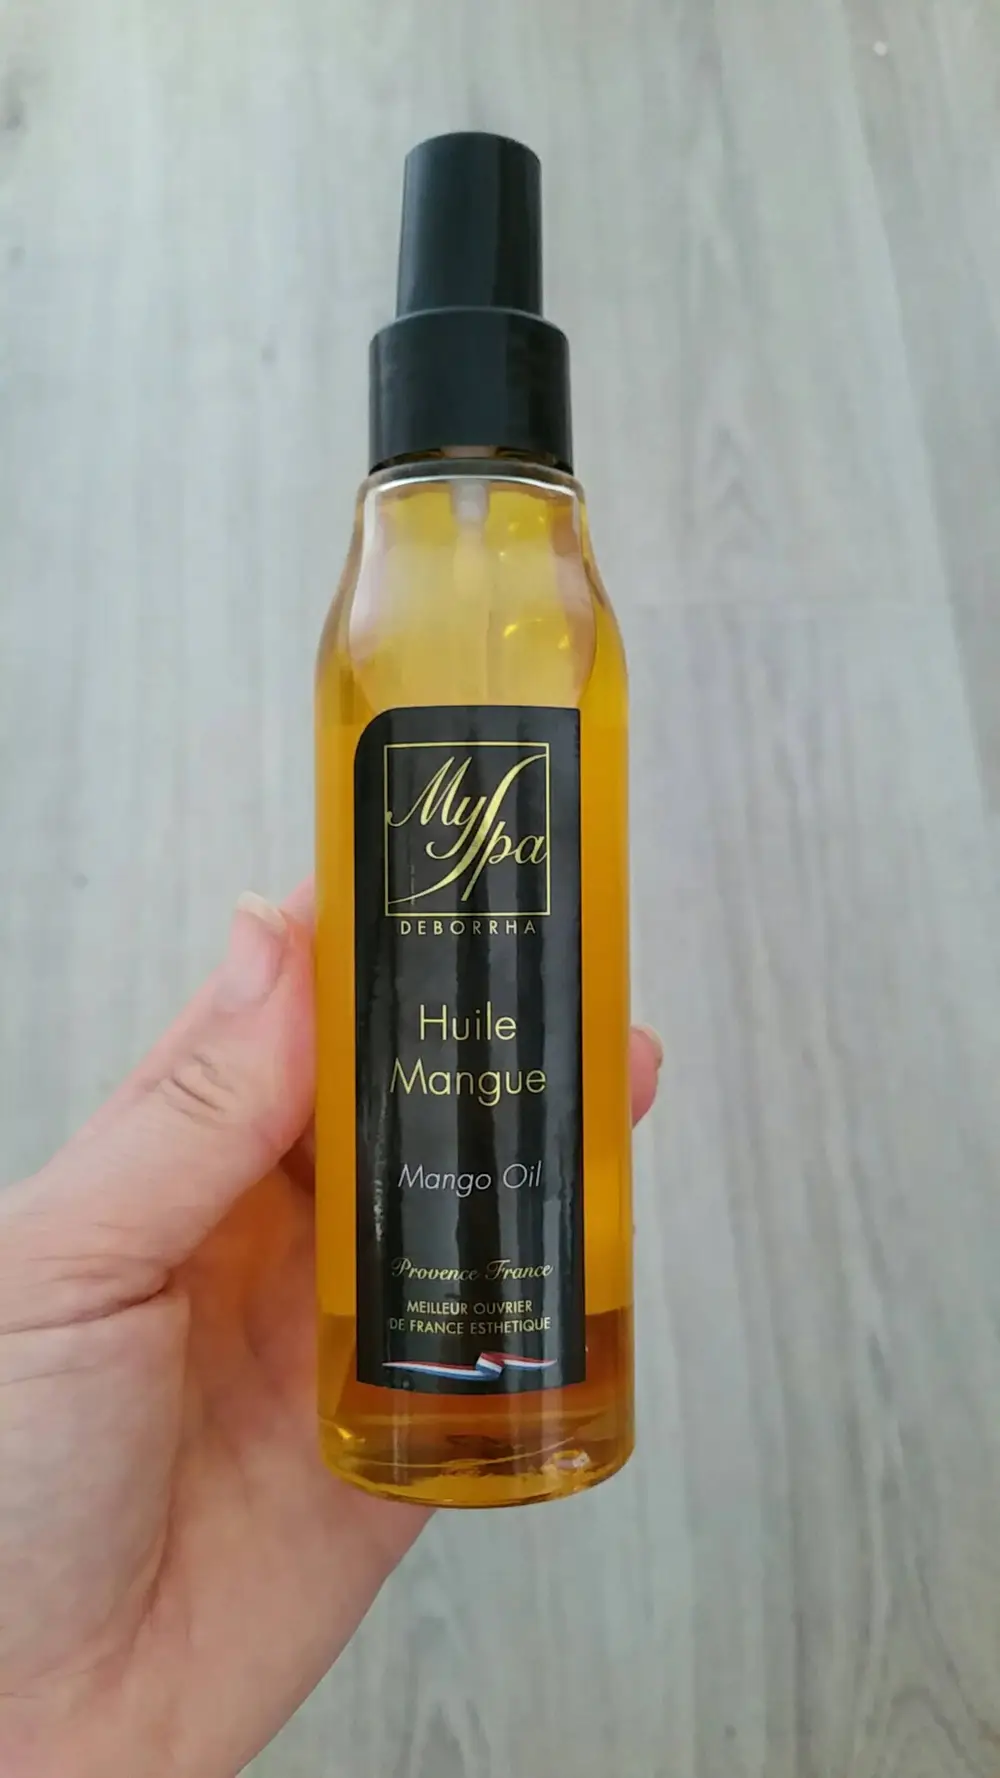 My Spa
DEBORRHA
Huile
Mangue
Mango Oil
Provence France
MEILLEUR OUVRIER
DE FRANCE ESTHETIQUE